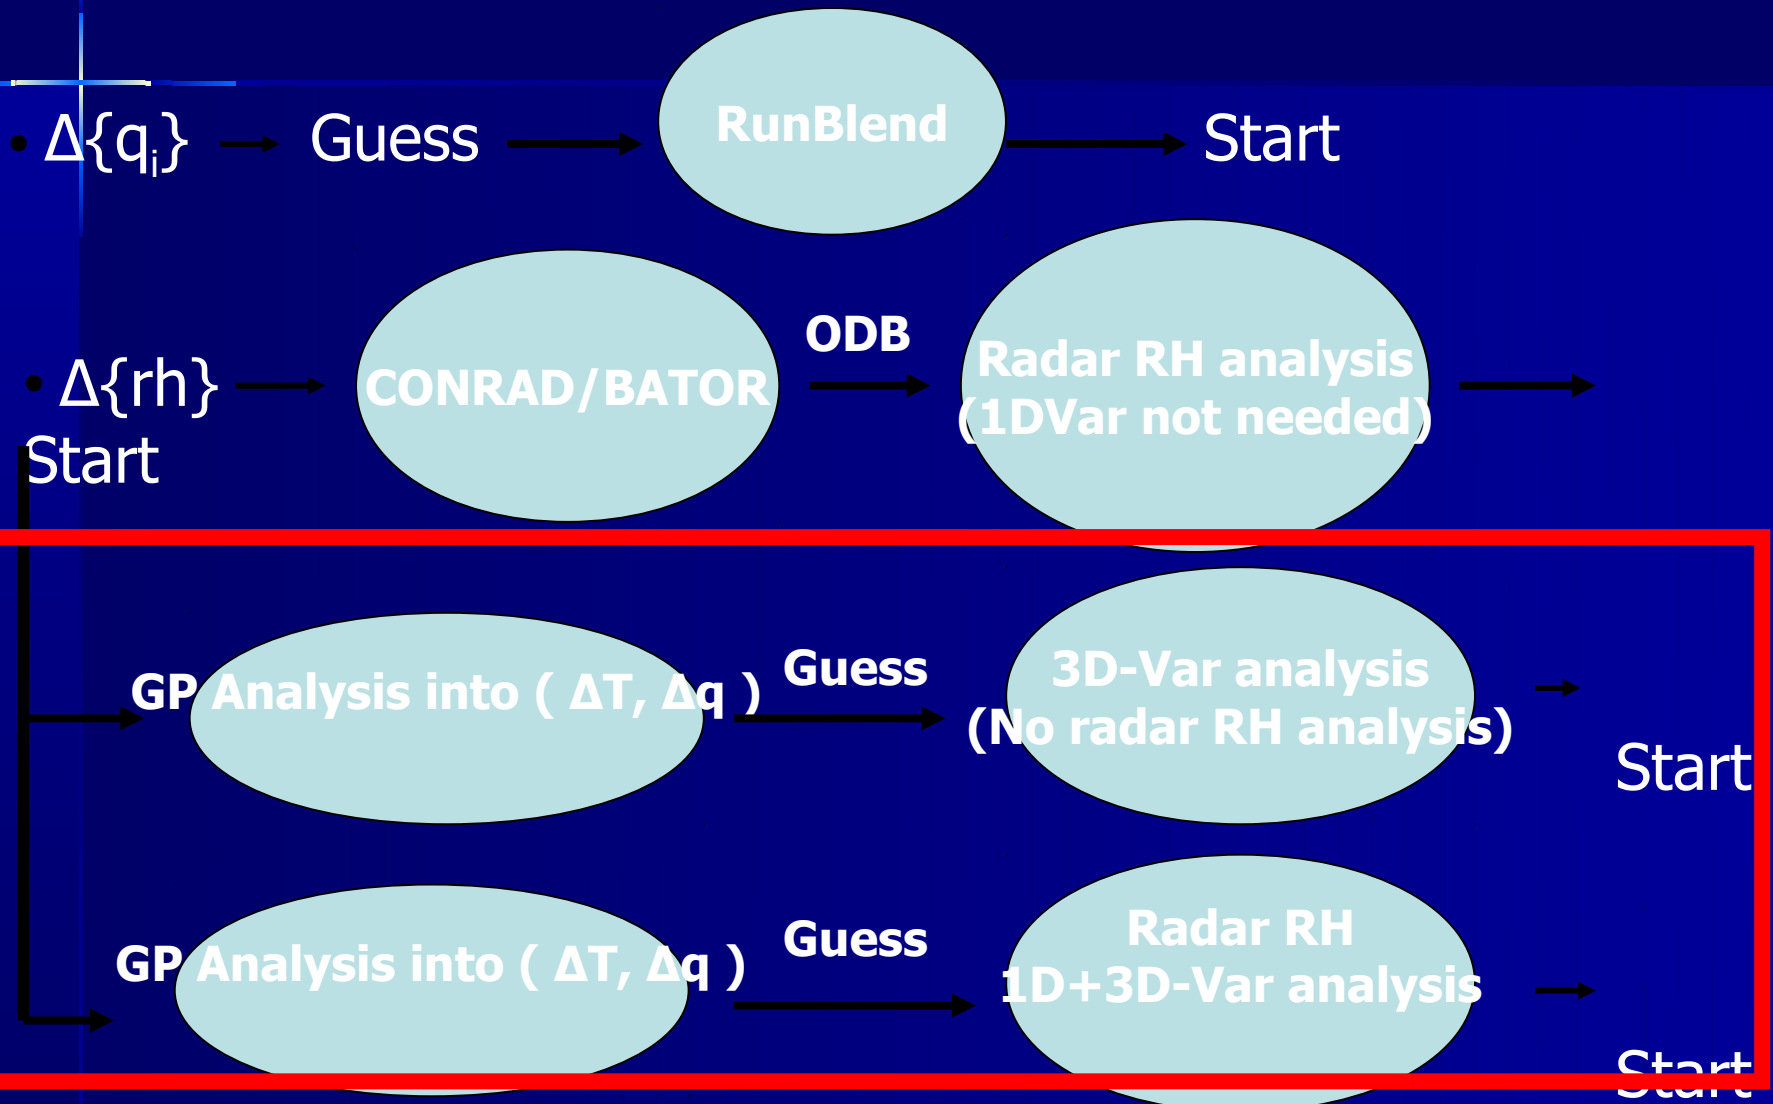 • Δ{qi} Guess RunBlend Start
ODB
• Δ{rh} CONRAD/BATOR Radar RH analysis
(1DVar not needed)
Start
GP Analysis into ( ΔT, Δq ) Guess 3D-Var analysis
(No radar RH analysis)
Start
GP Analysis into ( ΔT, Δq ) Guess Radar RH
1D+3D-Var analysis
Start